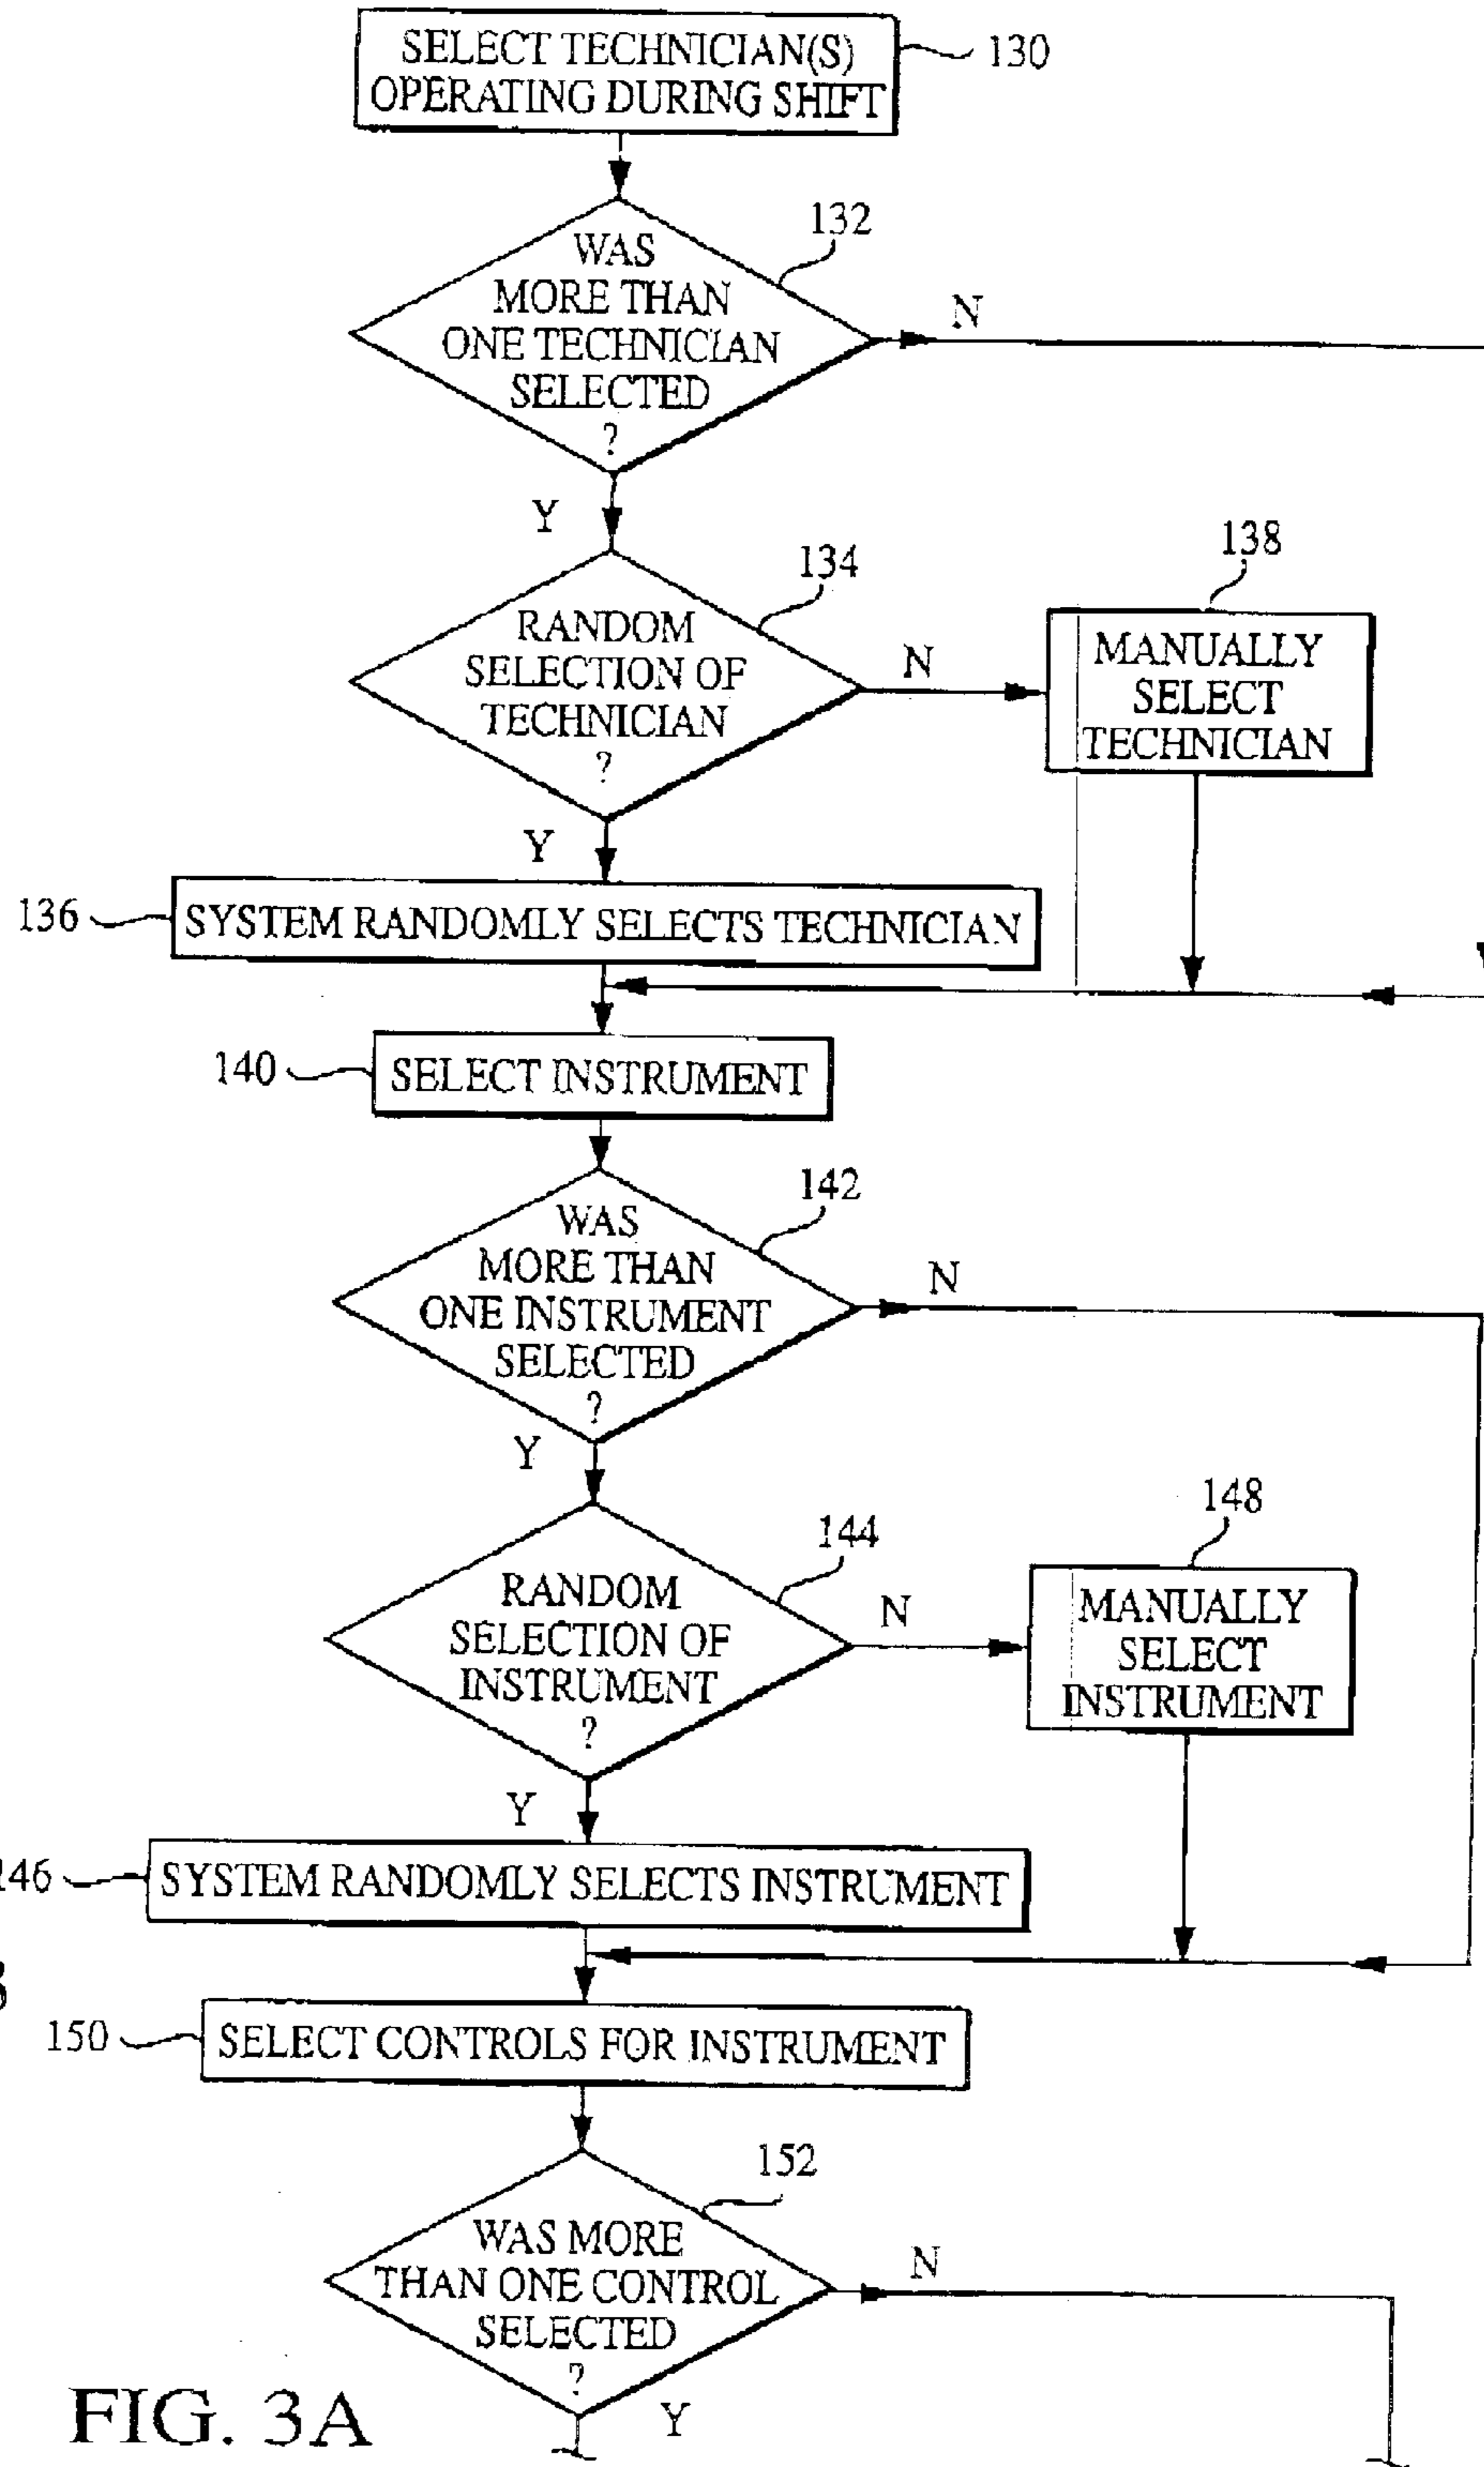 SELECT TECHNICIAN(S)
OPERATING DURING SHIFT
130
132
WAS
MORE THAN
ONE TECHNICIAN
SELECTED
?
N
Y
134
RANDOM
SELECTION OF
TECHNICIAN
?
N
138
MANUALLY
SELECT
TECHNICIAN
Y
136
SYSTEM RANDOMLY SELECTS TECHNICIAN
140
SELECT INSTRUMENT
142
WAS
MORE THAN
ONE INSTRUMENT
SELECTED
?
N
Y
144
RANDOM
SELECTION OF
INSTRUMENT
?
N
148
MANUALLY
SELECT
INSTRUMENT
Y
146
SYSTEM RANDOMLY SELECTS INSTRUMENT
150
SELECT CONTROLS FOR INSTRUMENT
152
WAS MORE
THAN ONE CONTROL
SELECTED
?
N
Y
FIG. 3A